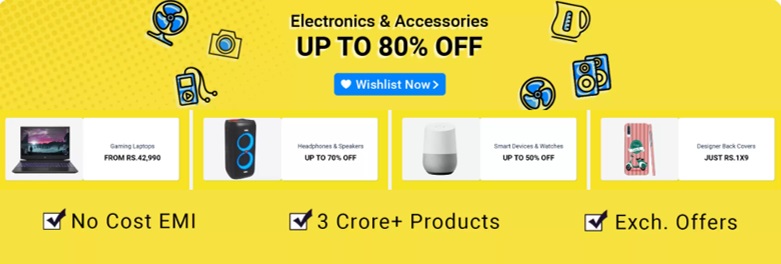 Electronics & Accessories
UP TO 80% OFF
Wishlist Now
Gaming Laptops
FROM RS.42,990
Headphones & Speakers
UP TO 70% OFF
Smart Devices & Watches
UP TO 50% OFF
Designer Back Covers
JUST RS.1X9
No Cost EMI
3 Crore+ Products
Exch. Offers